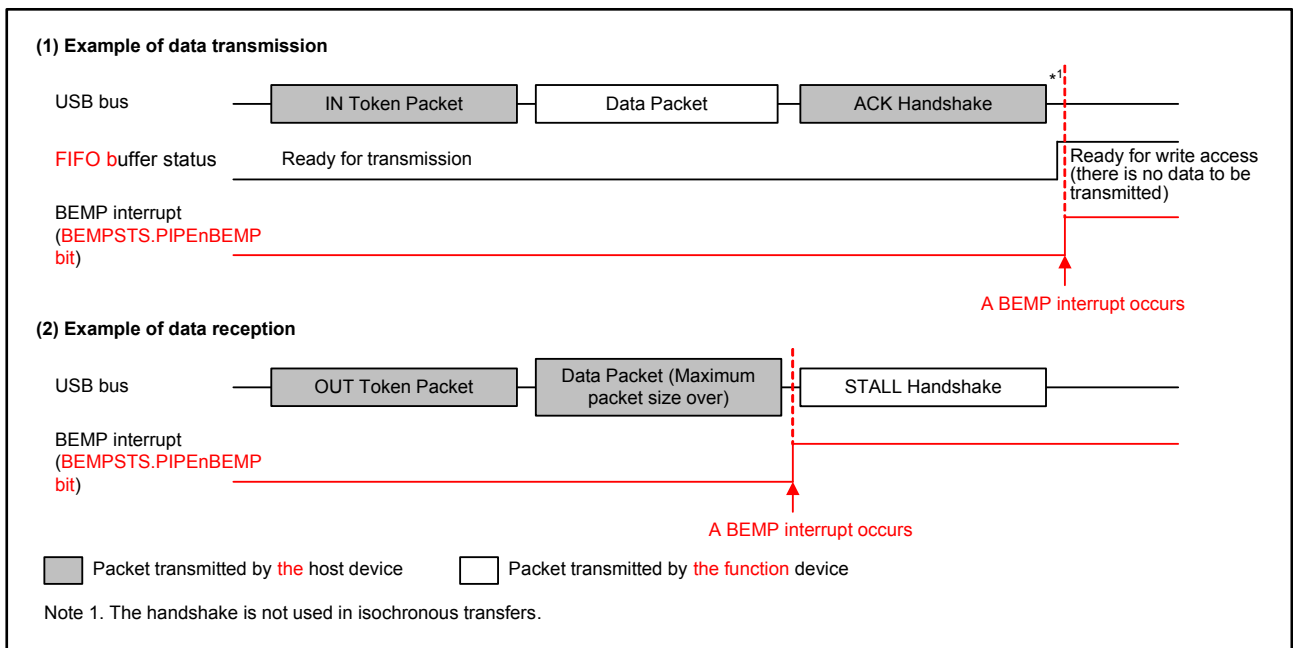 (1) Example of data transmission
*1
USB bus
IN Token Packet
Data Packet
ACK Handshake
FIFO buffer status
Ready for transmission
Ready for write access
(there is no data to be
transmitted)
BEMP interrupt
(BEMPSTS.PIPEnBEMP
bit)
A BEMP interrupt occurs
(2) Example of data reception
USB bus
OUT Token Packet
Data Packet (Maximum
packet size over)
STALL Handshake
BEMP interrupt
(BEMPSTS.PIPEnBEMP
bit)
A BEMP interrupt occurs
Packet transmitted by the host device
Packet transmitted by the function device
Note 1. The handshake is not used in isochronous transfers.